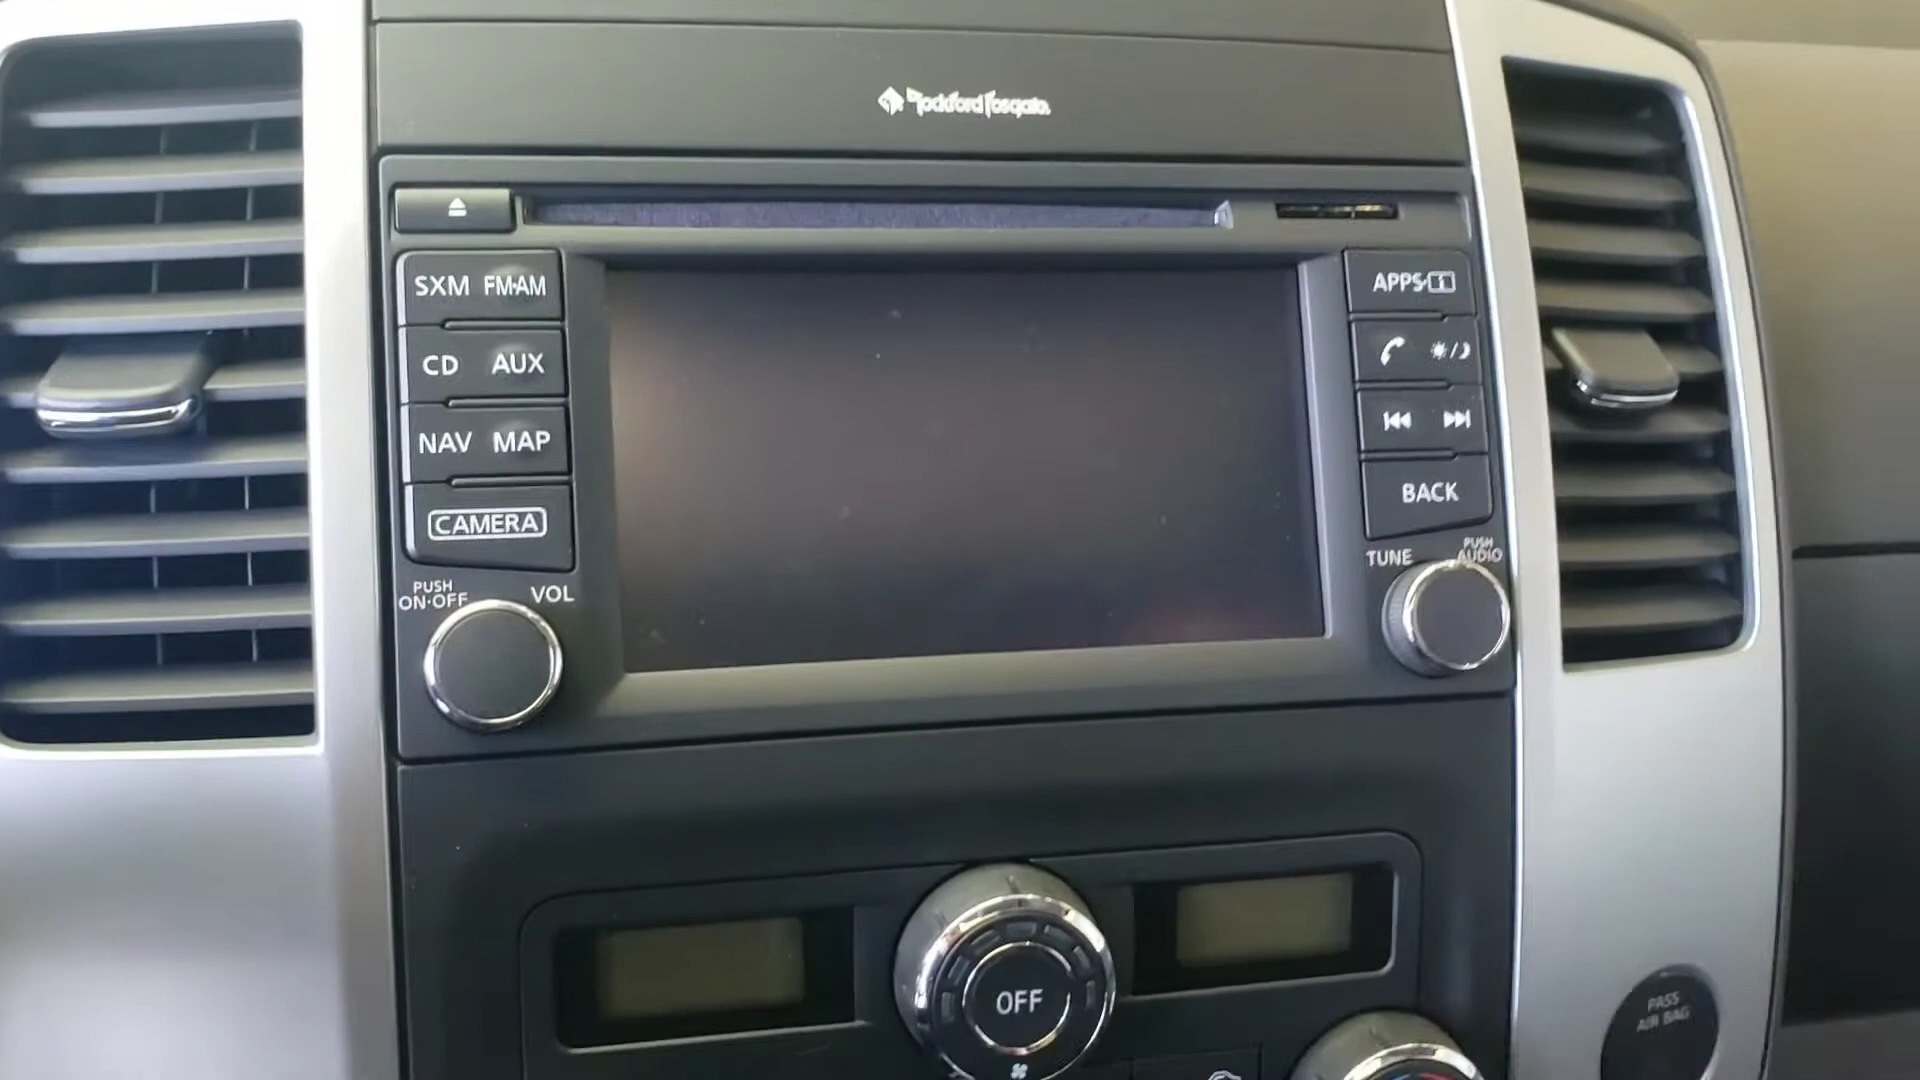 Rockford Fosgate
SXM FM·AM
CD AUX
NAV MAP
CAMERA
PUSH
ON·OFF
VOL
APPS·i
BACK
TUNE
PUSH
AUDIO
OFF
PASS
AIR BAG